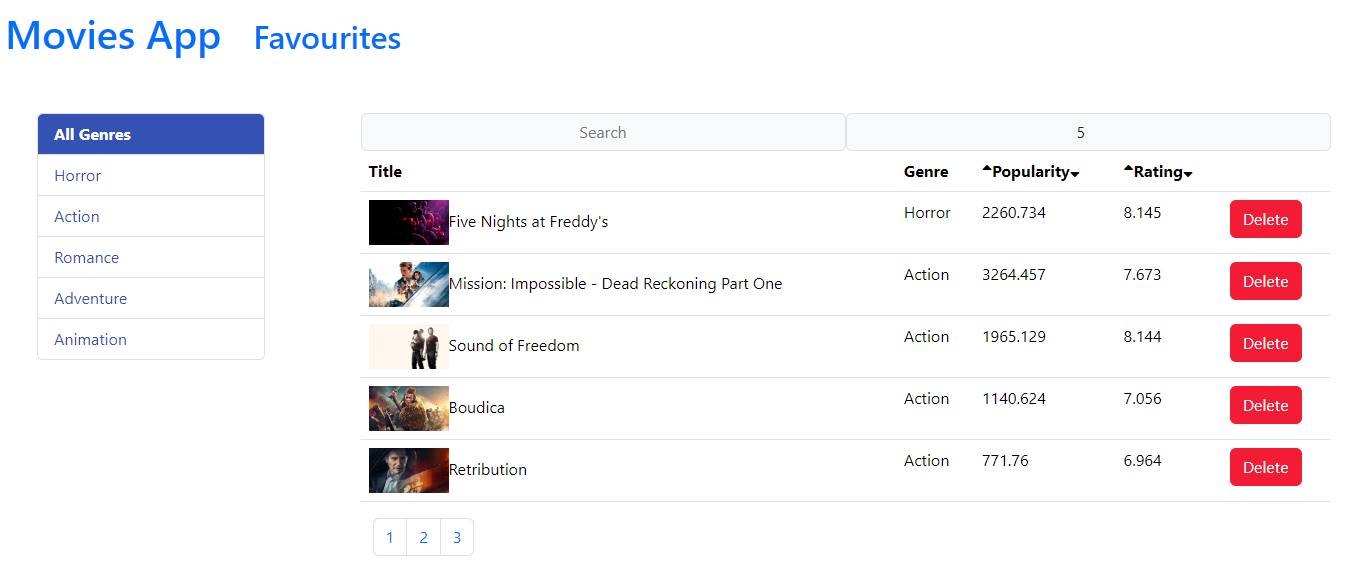 Movies App Favourites
All Genres
Horror
Action
Romance
Adventure
Animation
Search 5
Title Genre Popularity Rating
Five Nights at Freddy's Horror 2260.734 8.145 Delete
Mission: Impossible - Dead Reckoning Part One Action 3264.457 7.673 Delete
Sound of Freedom Action 1965.129 8.144 Delete
Boudica Action 1140.624 7.056 Delete
Retribution Action 771.76 6.964 Delete
1 2 3